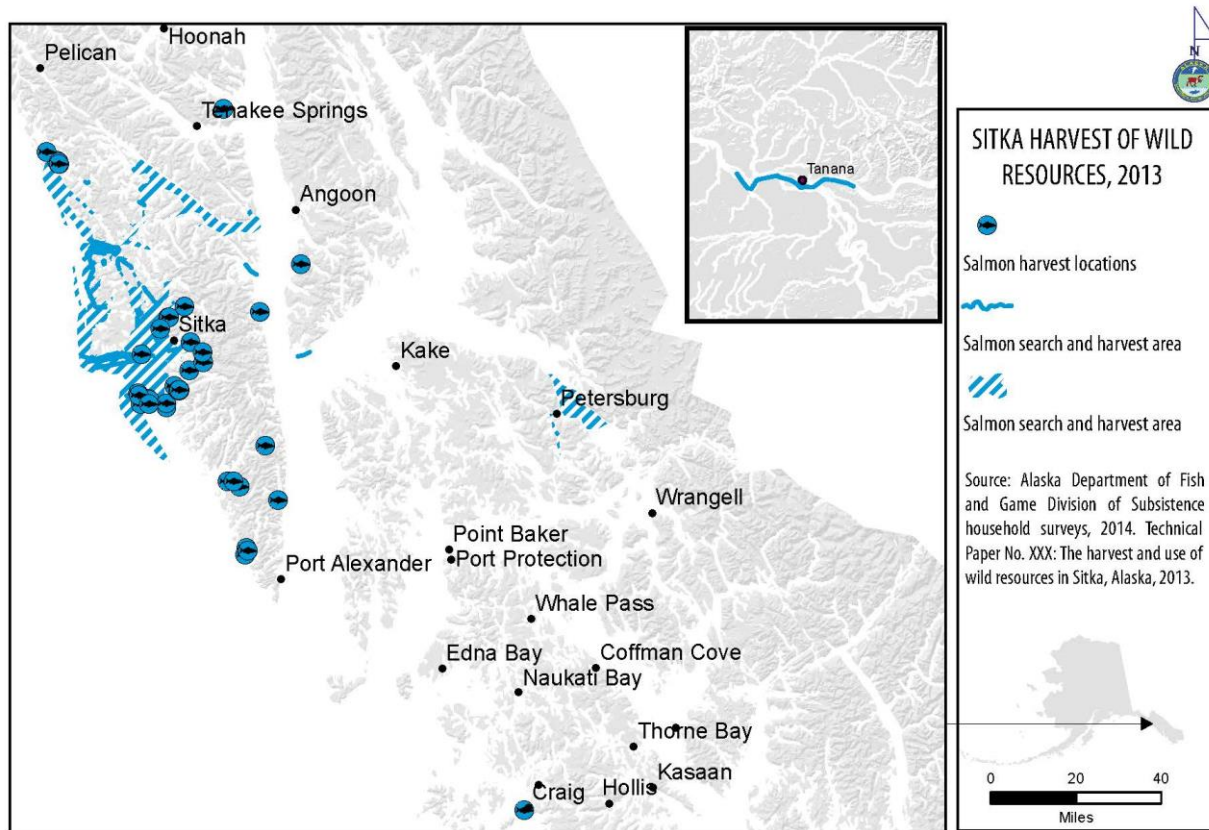 Hoonah
Pelican
Tenakee Springs
Angoon
Sitka
Kake
Petersburg
Wrangell
Point Baker
Port Protection
Port Alexander
Whale Pass
Edna Bay
Coffman Cove
Naukati Bay
Thorne Bay
Kasaan
Craig
Hollis
Tanana
N
SITKA HARVEST OF WILD
RESOURCES, 2013
Salmon harvest locations
Salmon search and harvest area
Salmon search and harvest area
Source: Alaska Department of Fish
and Game Division of Subsistence
household surveys, 2014. Technical
Paper No. XXX: The harvest and use of
wild resources in Sitka, Alaska, 2013.
0 20 40
Miles